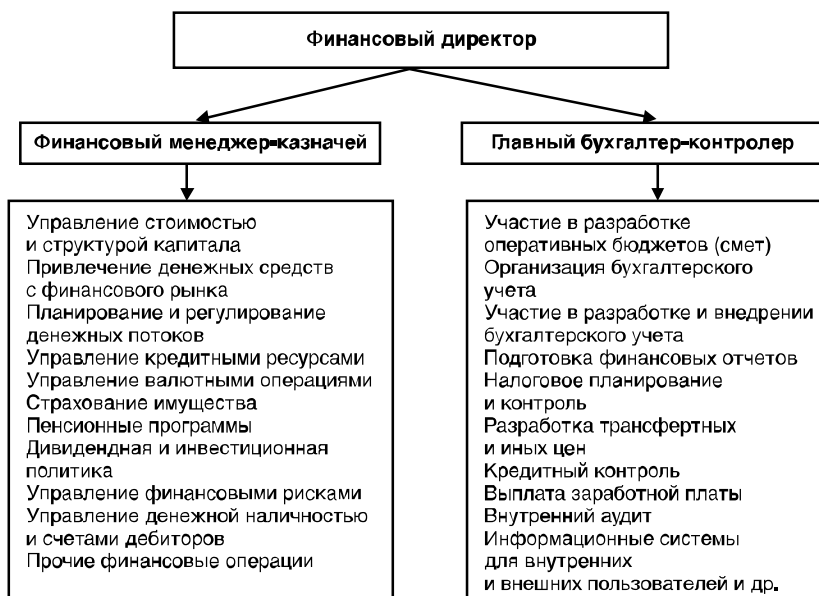 Финансовый директор
Финансовый менеджер-казначей
Управление стоимостью
и структурой капитала
Привлечение денежных средств
с финансового рынка
Планирование и регулирование
денежных потоков
Управление кредитными ресурсами
Управление валютными операциями
Страхование имущества
Пенсионные программы
Дивидендная и инвестиционная
политика
Управление финансовыми рисками
Управление денежной наличностью
и счетами дебиторов
Прочие финансовые операции
Главный бухгалтер-контролер
Участие в разработке
оперативных бюджетов (смет)
Организация бухгалтерского
учета
Участие в разработке и внедрении
бухгалтерского учета
Подготовка финансовых отчетов
Налоговое планирование
и контроль
Разработка трансфертных
и иных цен
Кредитный контроль
Выплата заработной платы
Внутренний аудит
Информационные системы
для внутренних
и внешних пользователей и др.